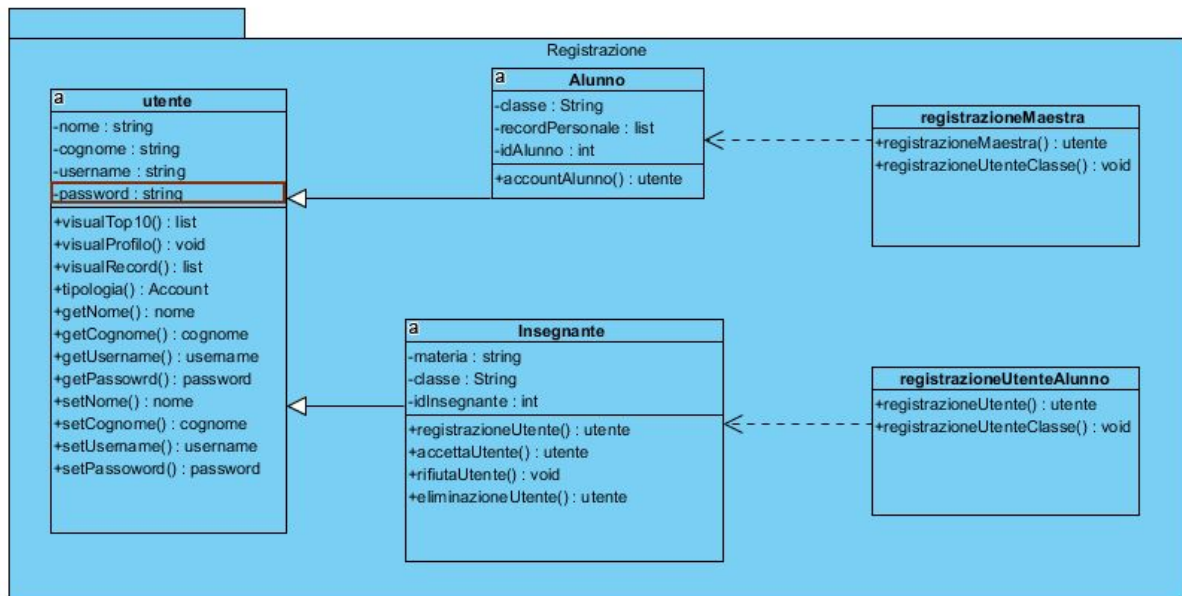 Registrazione
a
utente
-nome : string
-cognome : string
-username : string
-password : string
+visualTop10() : list
+visualProfilo() : void
+visualRecord() : list
+tipologia() : Account
+getNome() : nome
+getCognome() : cognome
+getUsername() : username
+getPassowrd() : password
+setNome() : nome
+setCognome() : cognome
+setUsername() : username
+setPassoword() : password
a
Alunno
-classe : String
-recordPersonale : list
-idAlunno : int
+accountAlunno() : utente
registrazioneMaestra
+registrazioneMaestra() : utente
+registrazioneUtenteClasse() : void
a
Insegnante
-materia : string
-classe : String
-idInsegnante : int
+registrazioneUtente() : utente
+accettaUtente() : utente
+rifiutaUtente() : void
+eliminazioneUtente() : utente
registrazioneUtenteAlunno
+registrazioneUtente() : utente
+registrazioneUtenteClasse() : void